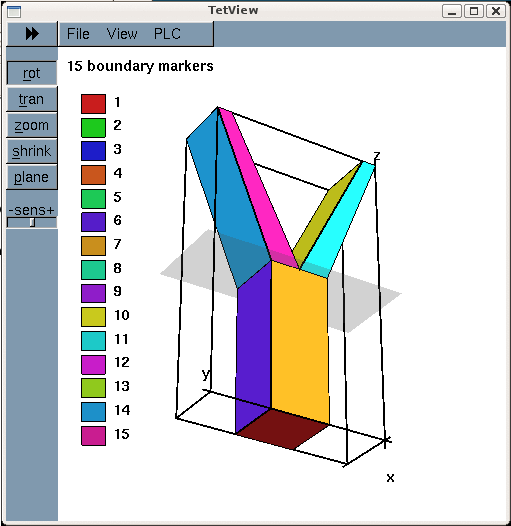 TetView
File View PLC
15 boundary markers
rot
tran
zoom
shrink
plane
-sens+
1
2
3
4
5
6
7
8
9
10
11
12
13
14
15
z
y
x